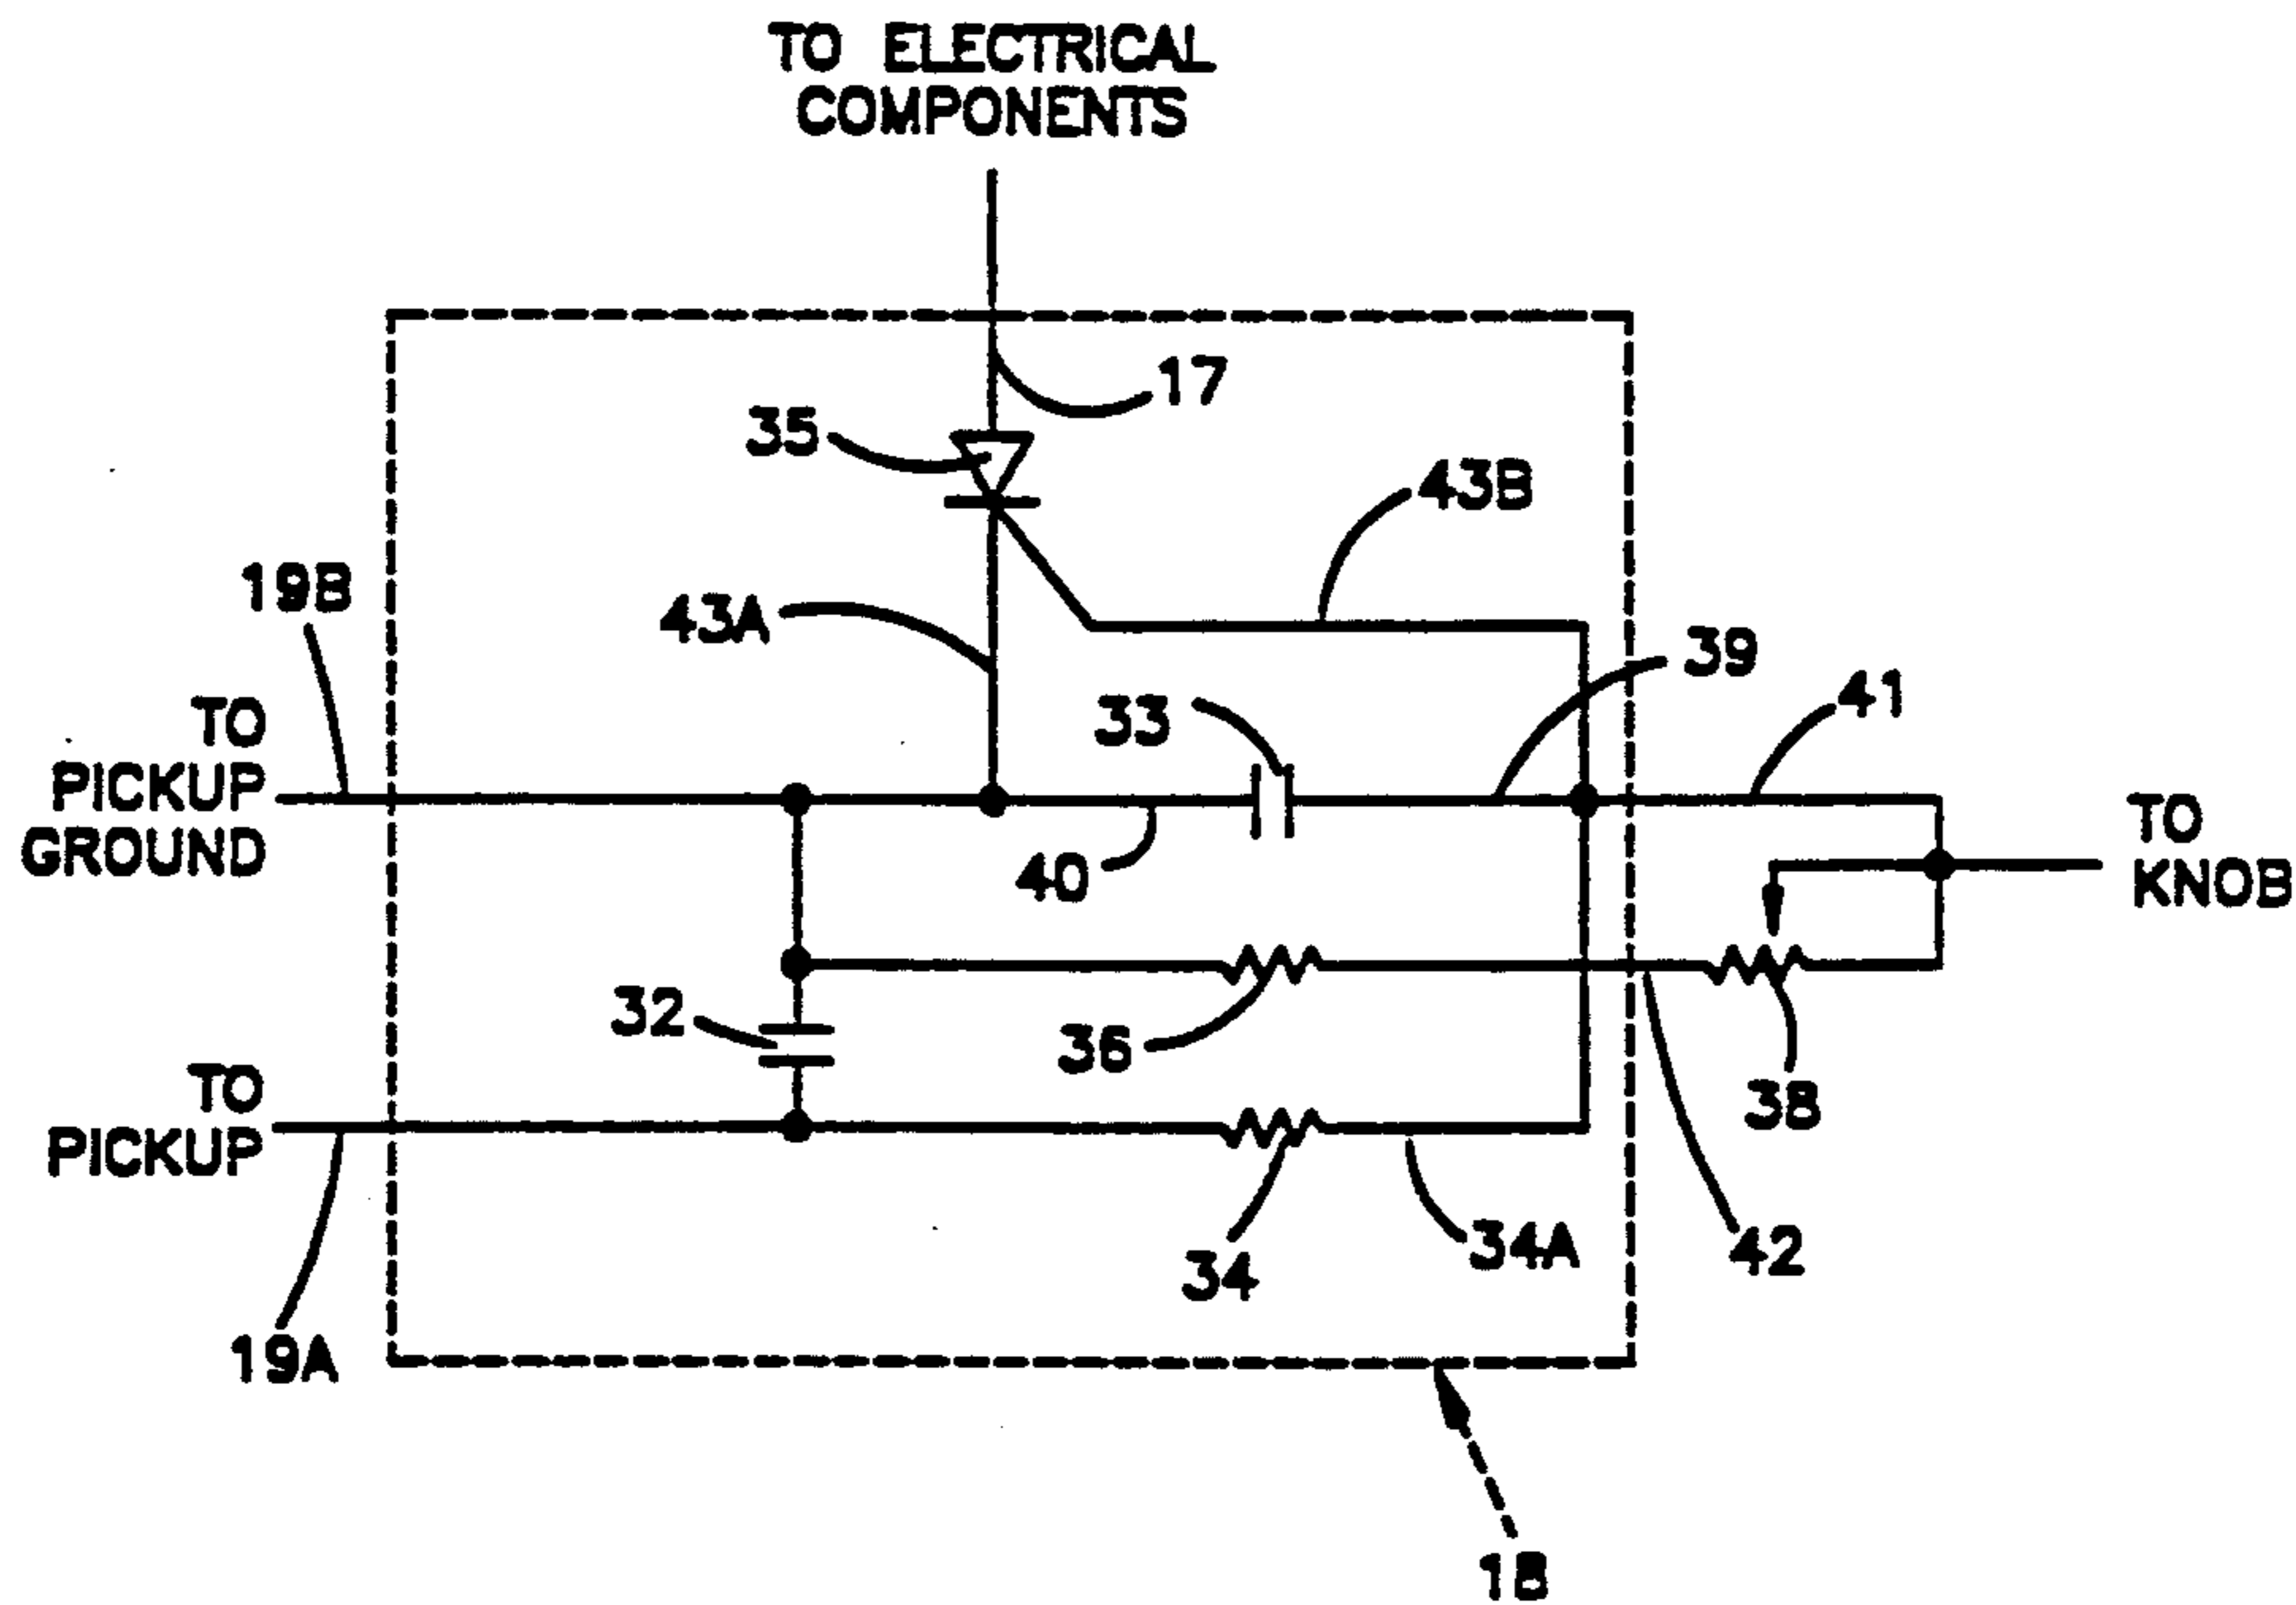 TO ELECTRICAL
COMPONENTS
17
35
43B
19B
43A
39
33
41
TO
PICKUP
GROUND
TO
KNOB
40
32
36
38
TO
PICKUP
34A
34
42
19A
18